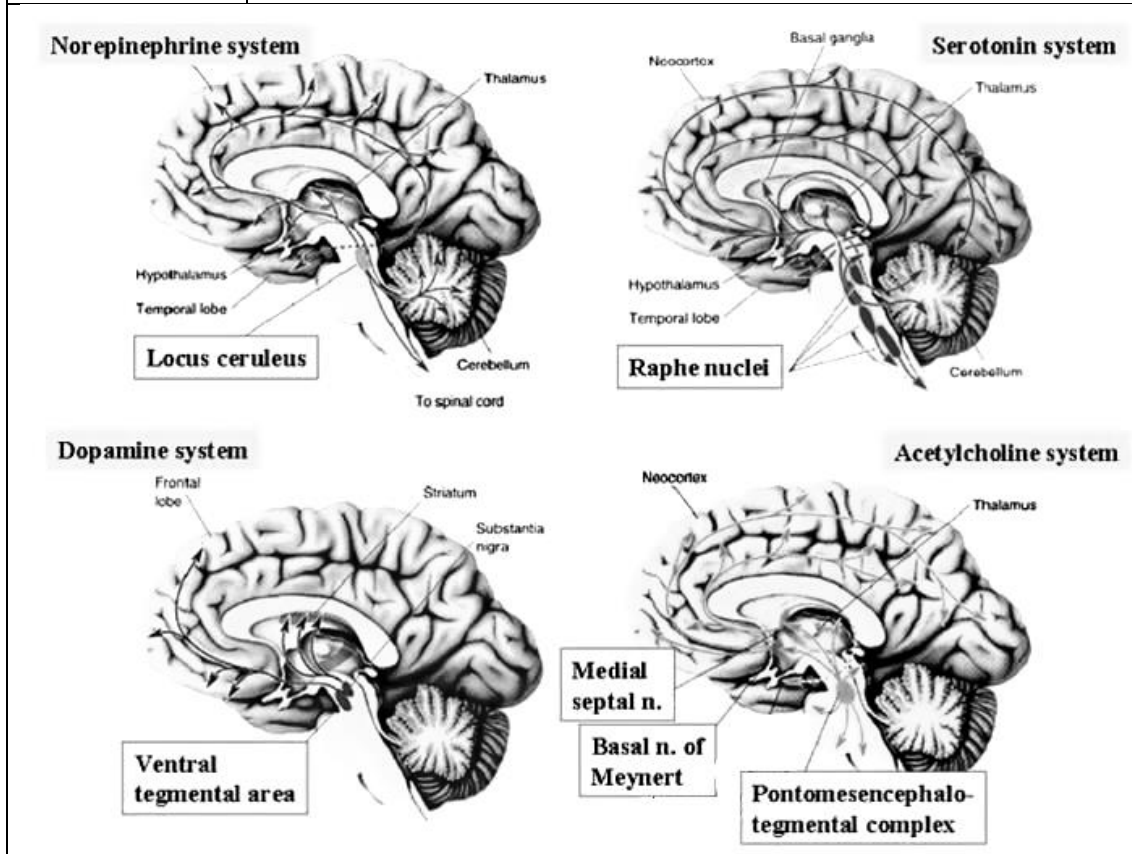 Norepinephrine system
Thalamus
Hypothalamus
Temporal lobe
Locus ceruleus
Cerebellum
To spinal cord
Basal ganglia
Serotonin system
Neocortex
Thalamus
Hypothalamus
Temporal lobe
Raphe nuclei
Cerebellum
Dopamine system
Frontal
lobe
Striatum
Substantia
nigra
Ventral
tegmental area
Acetylcholine system
Neocortex
Thalamus
Medial
septal n.
Basal n. of
Meynert
Pontomesencephalo-
tegmental complex